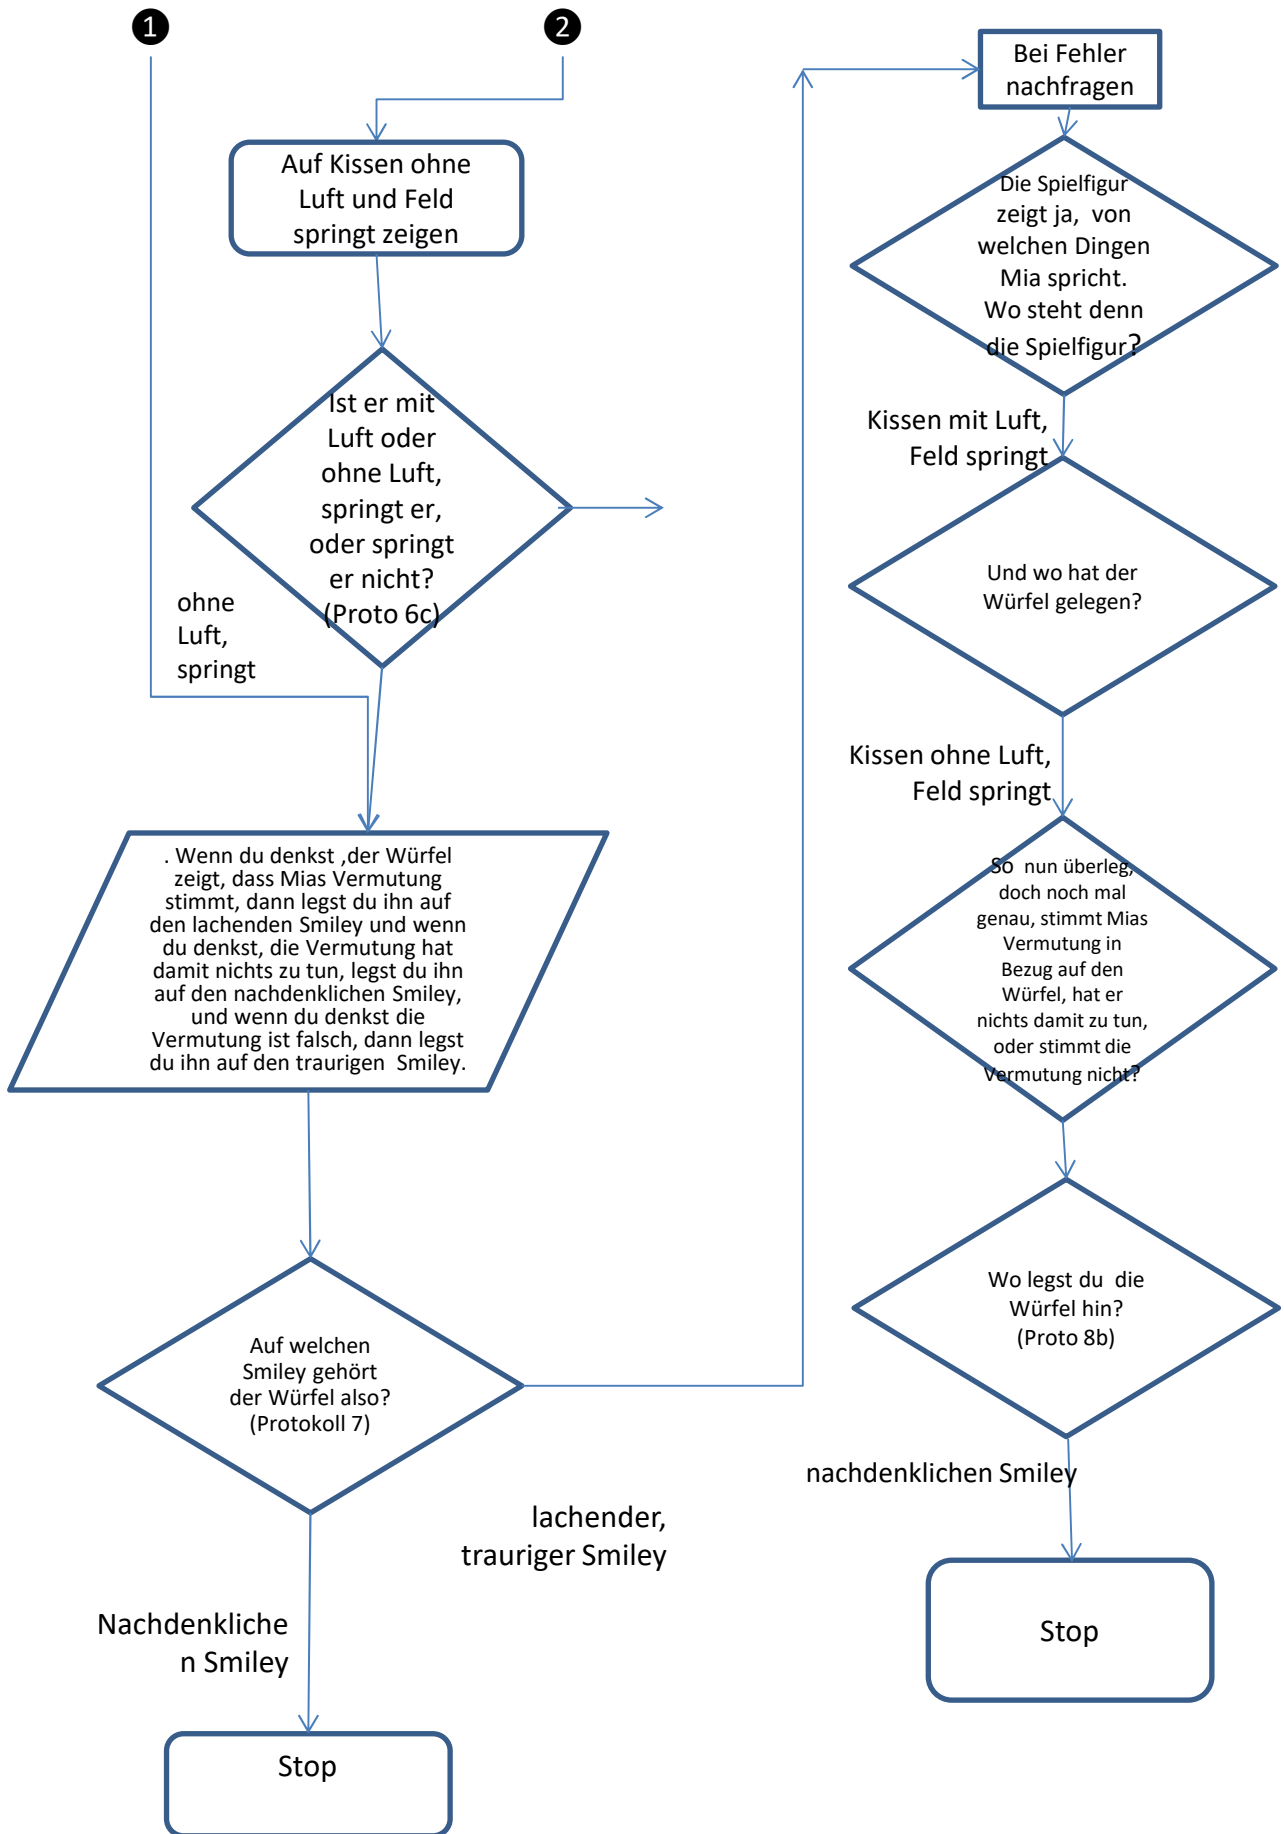 ❶
❷
Auf Kissen ohne
Luft und Feld
springt zeigen
Ist er mit
Luft oder
ohne Luft,
springt er,
oder springt
er nicht?
(Proto 6c)
ohne
Luft,
springt
. Wenn du denkst ,der Würfel
zeigt, dass Mias Vermutung
stimmt, dann legst du ihn auf
den lachenden Smiley und wenn
du denkst, die Vermutung hat
damit nichts zu tun, legst du ihn
auf den nachdenklichen Smiley,
und wenn du denkst die
Vermutung ist falsch, dann legst
du ihn auf den traurigen Smiley.
Auf welchen
Smiley gehört
der Würfel also?
(Protokoll 7)
lachender,
trauriger Smiley
Nachdenkliche
n Smiley
Stop
Bei Fehler
nachfragen
Die Spielfigur
zeigt ja, von
welchen Dingen
Mia spricht.
Wo steht denn
die Spielfigur?
Kissen mit Luft,
Feld springt
Und wo hat der
Würfel gelegen?
Kissen ohne Luft,
Feld springt
So nun überleg,
doch noch mal
genau, stimmt Mias
Vermutung in
Bezug auf den
Würfel, hat er
nichts damit zu tun,
oder stimmt die
Vermutung nicht?
Wo legst du die
Würfel hin?
(Proto 8b)
nachdenklichen Smiley
Stop